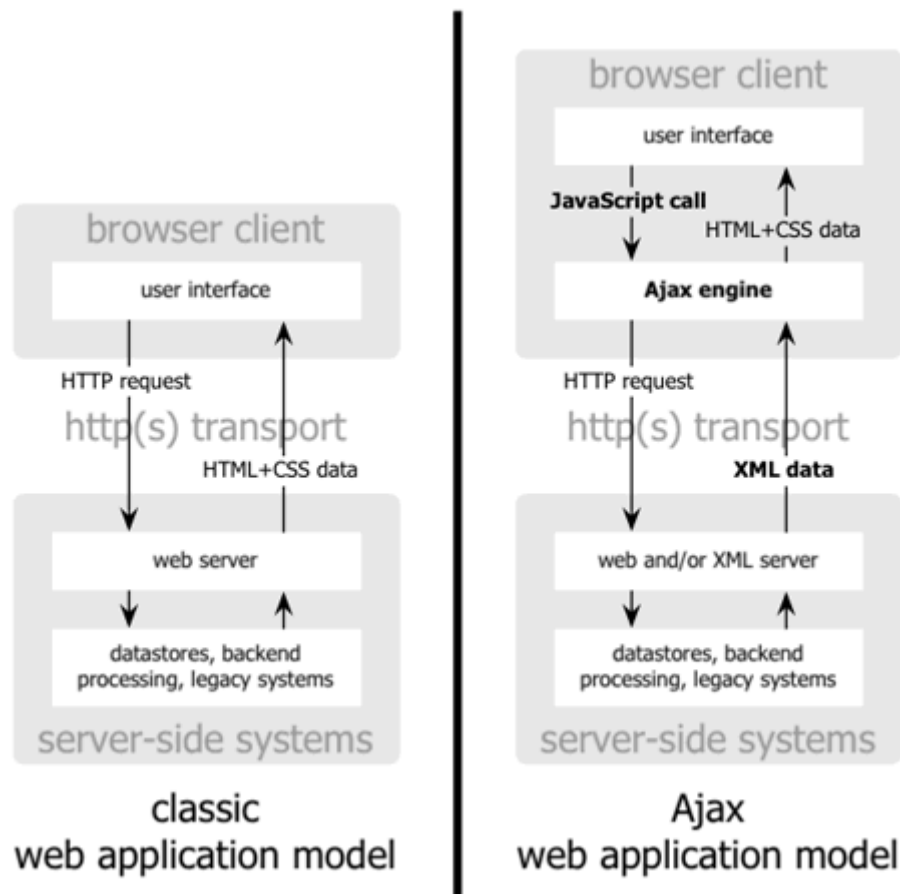 browser client
user interface
HTTP request
http(s) transport
HTML+CSS data
web server
datastores, backend
processing, legacy systems
server-side systems
classic
web application model
browser client
user interface
JavaScript call
HTML+CSS data
Ajax engine
HTTP request
http(s) transport
XML data
web and/or XML server
datastores, backend
processing, legacy systems
server-side systems
Ajax
web application model